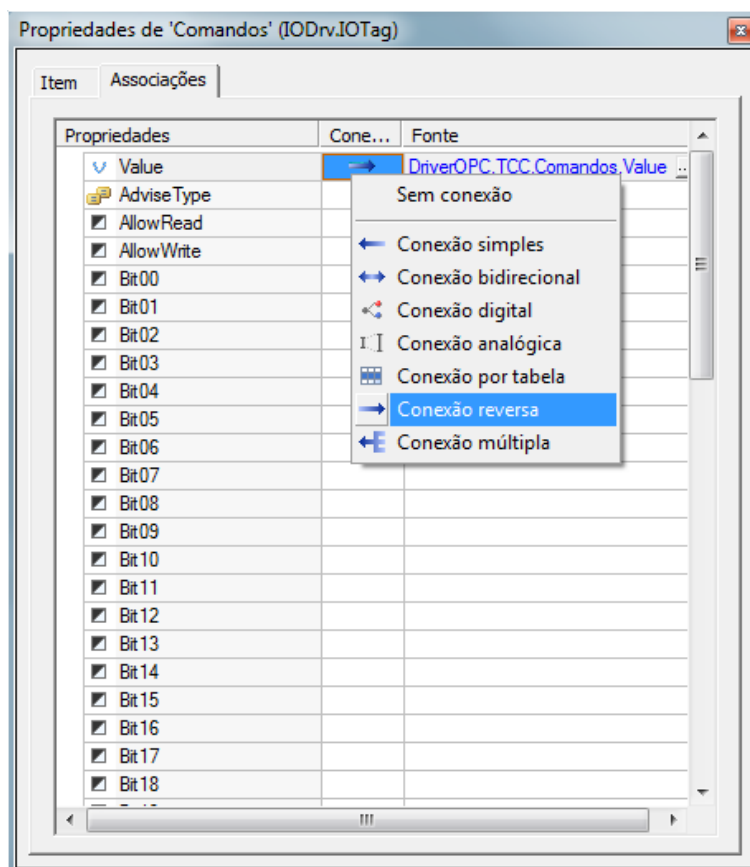 Propriedades de 'Comandos' (IODrv.IOTag)
Item Associações
Propriedades Cone... Fonte
Value DriverOPC.TCC.Comandos.Value ..
AdviseType Sem conexão
AllowRead
AllowWrite Conexão simples
Bit00 Conexão bidirecional
Bit01 Conexão digital
Bit02
Bit03 Conexão analógica
Bit04 Conexão por tabela
Bit05 Conexão reversa
Bit06 Conexão múltipla
Bit07
Bit08
Bit09
Bit10
Bit11
Bit12
Bit13
Bit14
Bit15
Bit16
Bit17
Bit18